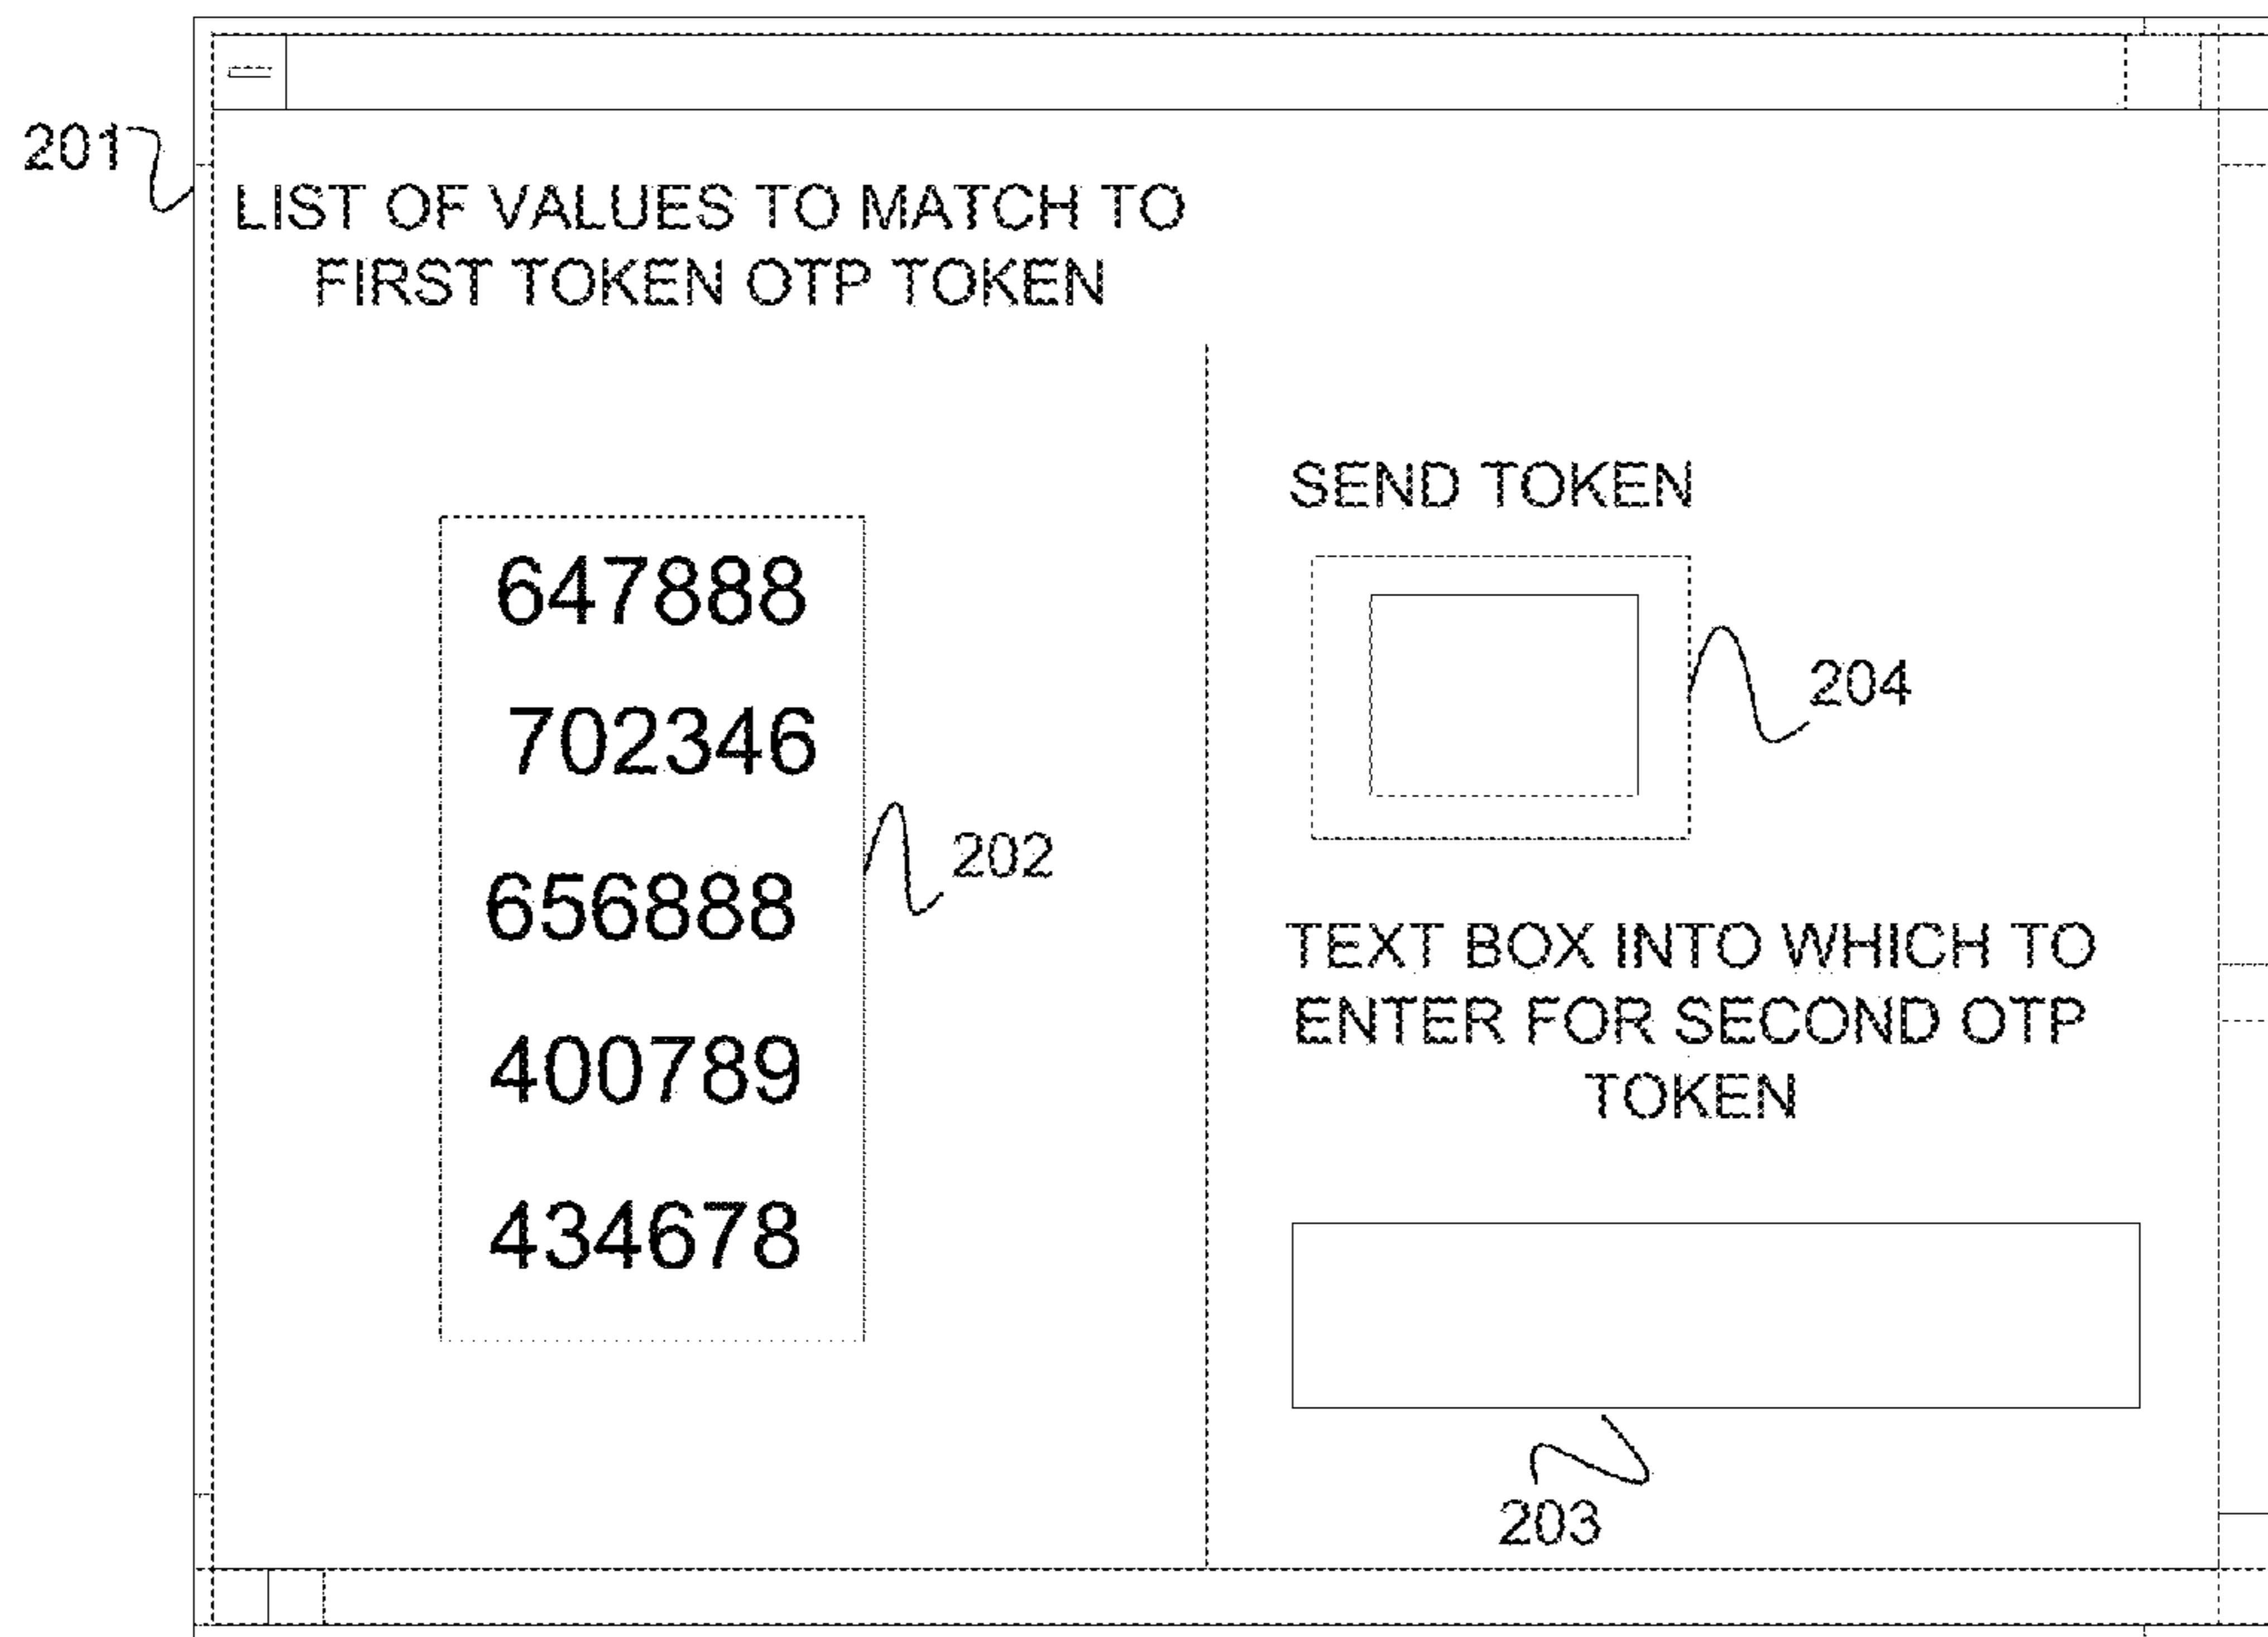 201
LIST OF VALUES TO MATCH TO
FIRST TOKEN OTP TOKEN
647888
702346
656888
400789
434678
202
SEND TOKEN
204
TEXT BOX INTO WHICH TO
ENTER FOR SECOND OTP
TOKEN
203